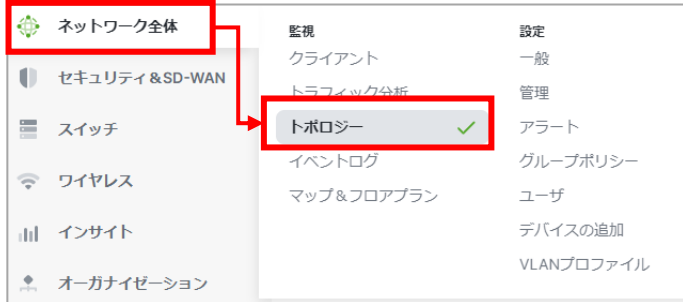 ネットワーク全体
セキュリティ&SD-WAN
スイッチ
ワイヤレス
インサイト
オーガナイゼーション
監視
クライアント
トラフィック分析
トポロジー
イベントログ
マップ&フロアプラン
設定
一般
管理
アラート
グループポリシー
ユーザ
デバイスの追加
VLANプロファイル